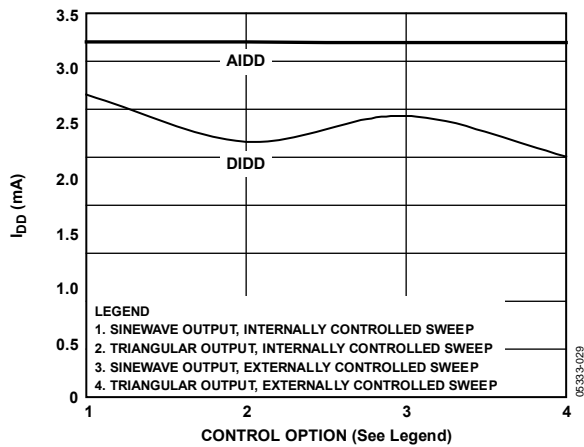 3.5
3.0
2.5
2.0
1.5
1.0
0.5
0
I_DD (mA)
AIDD
DIDD
LEGEND
1. SINEWAVE OUTPUT, INTERNALLY CONTROLLED SWEEP
2. TRIANGULAR OUTPUT, INTERNALLY CONTROLLED SWEEP
3. SINEWAVE OUTPUT, EXTERNALLY CONTROLLED SWEEP
4. TRIANGULAR OUTPUT, EXTERNALLY CONTROLLED SWEEP
1 2 3 4
CONTROL OPTION (See Legend)
05333-029